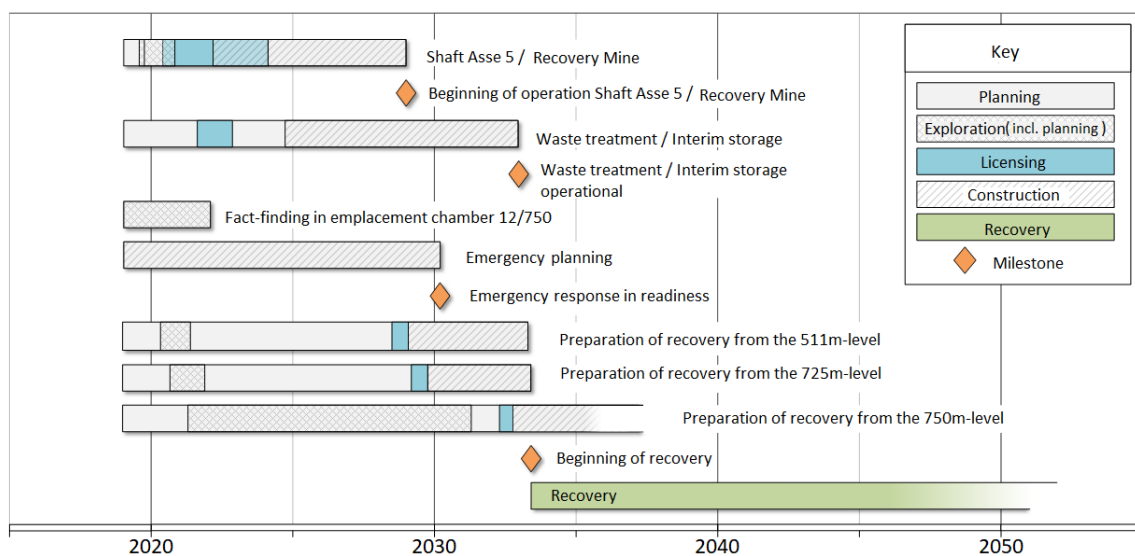 Shaft Asse 5 / Recovery Mine
Beginning of operation Shaft Asse 5 / Recovery Mine
Waste treatment / Interim storage
Waste treatment / Interim storage
operational
Fact-finding in emplacement chamber 12/750
Emergency planning
Emergency response in readiness
Preparation of recovery from the 511m-level
Preparation of recovery from the 725m-level
Preparation of recovery from the 750m-level
Beginning of recovery
Recovery
2020
2030
2040
2050
Key
Planning
Exploration( incl. planning )
Licensing
Construction
Recovery
Milestone